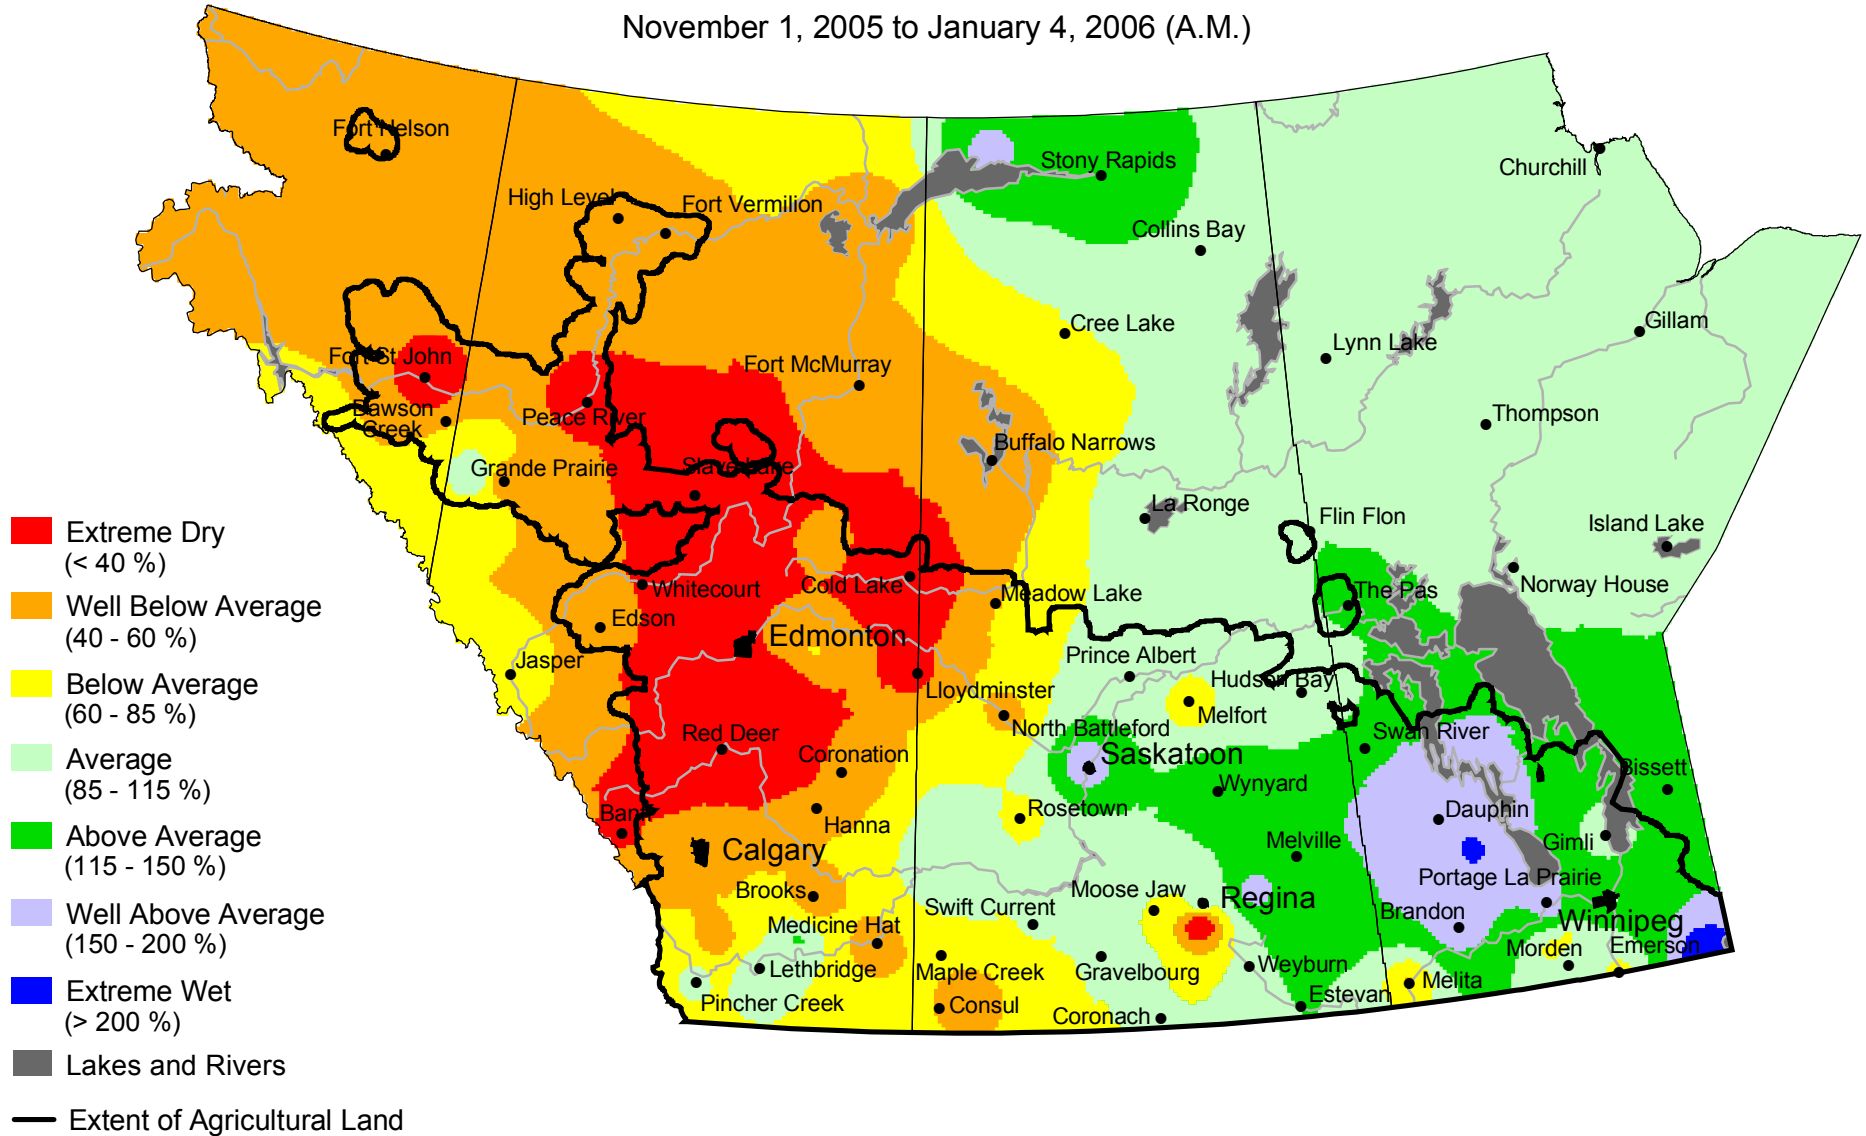 November 1, 2005 to January 4, 2006 (A.M.)
Fort Nelson
High Level
Fort Vermilion
Stony Rapids
Churchill
Collins Bay
Cree Lake
Lynn Lake
Gillam
Fort St John
Fort McMurray
Dawson
Creek
Peace River
Thompson
Buffalo Narrows
Grande Prairie
Slave Lake
La Ronge
Flin Flon
Island Lake
Whitecourt
Cold Lake
Meadow Lake
The Pas
Norway House
Edson
Edmonton
Jasper
Prince Albert
Hudson Bay
Lloydminster
Melfort
North Battleford
Swan River
Red Deer
Coronation
Saskatoon
Bissett
Wynyard
Banff
Hanna
Rosetown
Dauphin
Melville
Gimli
Calgary
Portage La Prairie
Brooks
Moose Jaw
Regina
Swift Current
Brandon
Winnipeg
Medicine Hat
Morden
Emerson
Lethbridge
Maple Creek
Gravelbourg
Weyburn
Melita
Pincher Creek
Consul
Estevan
Coronach
Extreme Dry
(< 40 %)
Well Below Average
(40 - 60 %)
Below Average
(60 - 85 %)
Average
(85 - 115 %)
Above Average
(115 - 150 %)
Well Above Average
(150 - 200 %)
Extreme Wet
(> 200 %)
Lakes and Rivers
Extent of Agricultural Land